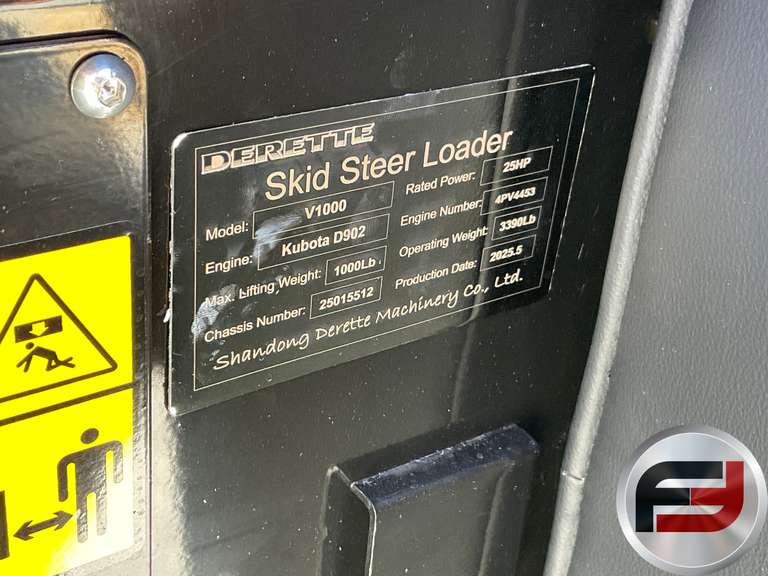 DERETTE
Skid Steer Loader
Model: V1000 Rated Power: 25HP
Engine: Kubota D902 Engine Number: 4PV4453
Max. Lifting Weight: 1000Lb Operating Weight: 3390Lb
Chassis Number: 25015512 Production Date: 2025.5
Shandong Derette Machinery Co., Ltd.